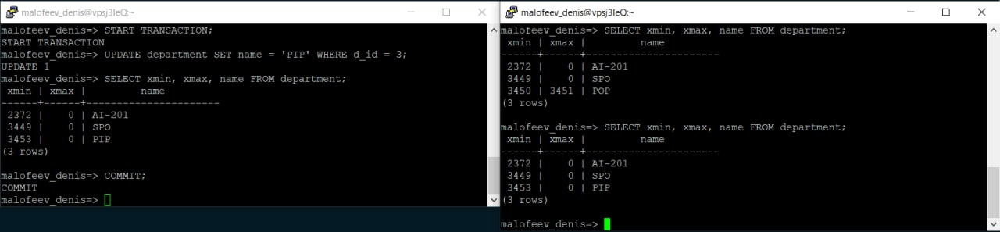 malofeev_denis@vpsj3leQ:~
malofeev_denis=> START TRANSACTION;
START TRANSACTION
malofeev_denis=> UPDATE department SET name = 'PIP' WHERE d_id = 3;
UPDATE 1
malofeev_denis=> SELECT xmin, xmax, name FROM department;
 xmin | xmax |         name
------+------+----------------------
 2372 |    0 | AI-201
 3449 |    0 | SPO
 3453 |    0 | PIP
(3 rows)
malofeev_denis=> COMMIT;
COMMIT
malofeev_denis=>
malofeev_denis@vpsj3leQ:~
malofeev_denis=> SELECT xmin, xmax, name FROM department;
 xmin | xmax |         name
------+------+----------------------
 2372 |    0 | AI-201
 3449 |    0 | SPO
 3450 | 3451 | POP
(3 rows)
malofeev_denis=> SELECT xmin, xmax, name FROM department;
 xmin | xmax |         name
------+------+----------------------
 2372 |    0 | AI-201
 3449 |    0 | SPO
 3453 |    0 | PIP
(3 rows)
malofeev_denis=>